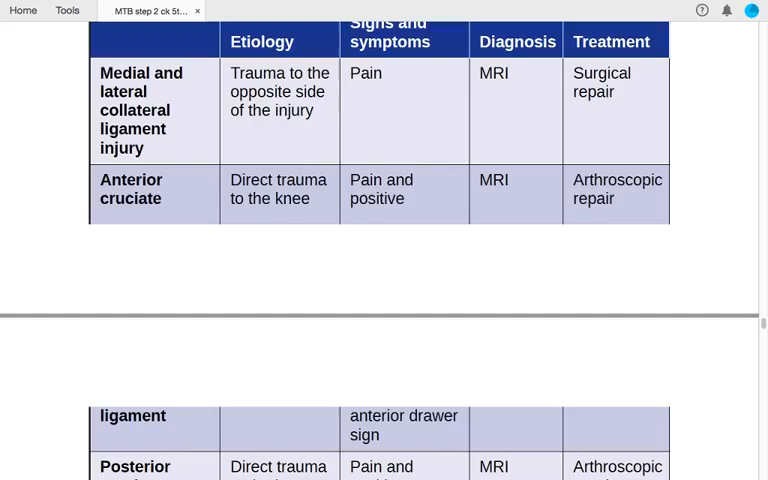 Home Tools MTB step 2 ck 5t... ×
Signs and
Etiology symptoms Diagnosis Treatment
Medial and Trauma to the Pain MRI Surgical
lateral opposite side repair
collateral of the injury
ligament
injury
Anterior Direct trauma Pain and MRI Arthroscopic
cruciate to the knee positive repair
ligament anterior drawer
sign
Posterior Direct trauma Pain and MRI Arthroscopic